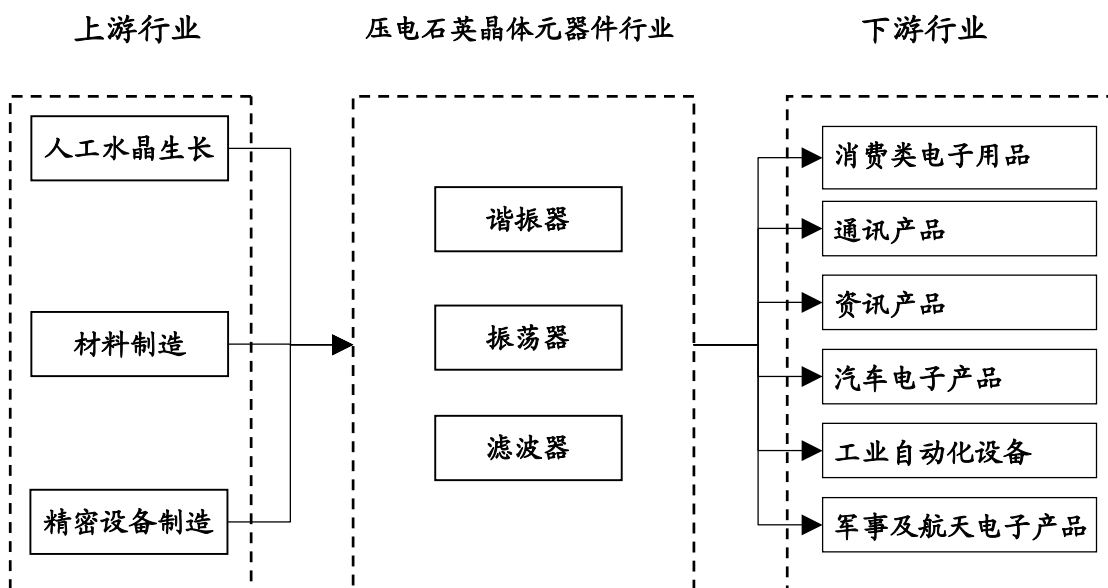 上游行业
压电石英晶体元器件行业
下游行业
人工水晶生长
材料制造
精密设备制造
谐振器
振荡器
滤波器
消费类电子用品
通讯产品
资讯产品
汽车电子产品
工业自动化设备
军事及航天电子产品